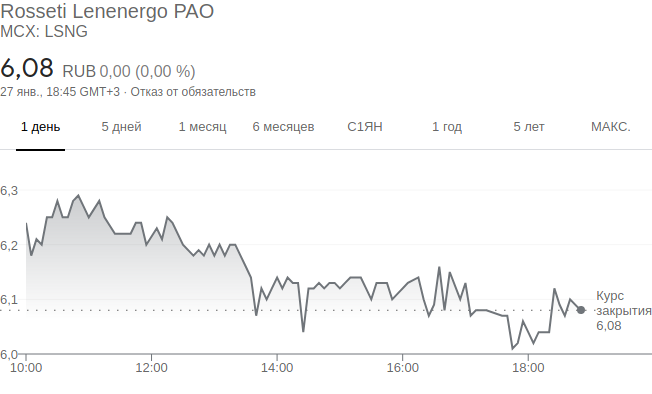 Rosseti Lenenergo PAO
MCX: LSNG
6,08 RUB 0,00 (0,00 %)
27 янв., 18:45 GMT+3 · Отказ от обязательств
1 день 5 дней 1 месяц 6 месяцев С1ЯН 1 год 5 лет МАКС.
6,3
6,2
6,1
6,0
Курс
закрытия
6,08
10:00 12:00 14:00 16:00 18:00